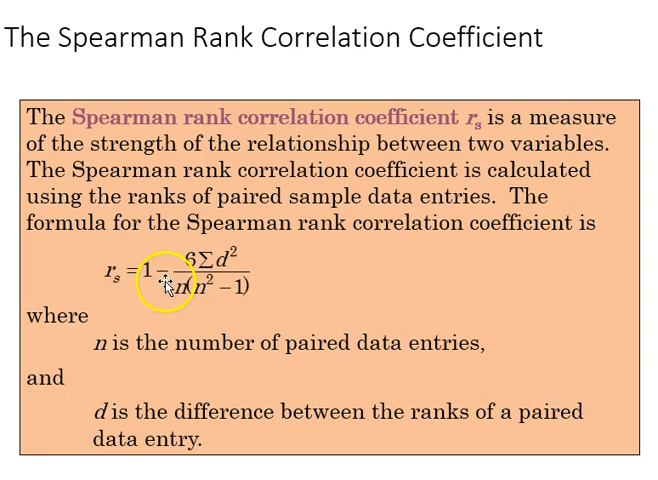 The Spearman Rank Correlation Coefficient
The Spearman rank correlation coefficient rₛ is a measure
of the strength of the relationship between two variables.
The Spearman rank correlation coefficient is calculated
using the ranks of paired sample data entries.  The
formula for the Spearman rank correlation coefficient is
rₛ = 1 − 6Σd² / n(n² − 1)
where
n is the number of paired data entries,
and
d is the difference between the ranks of a paired
data entry.